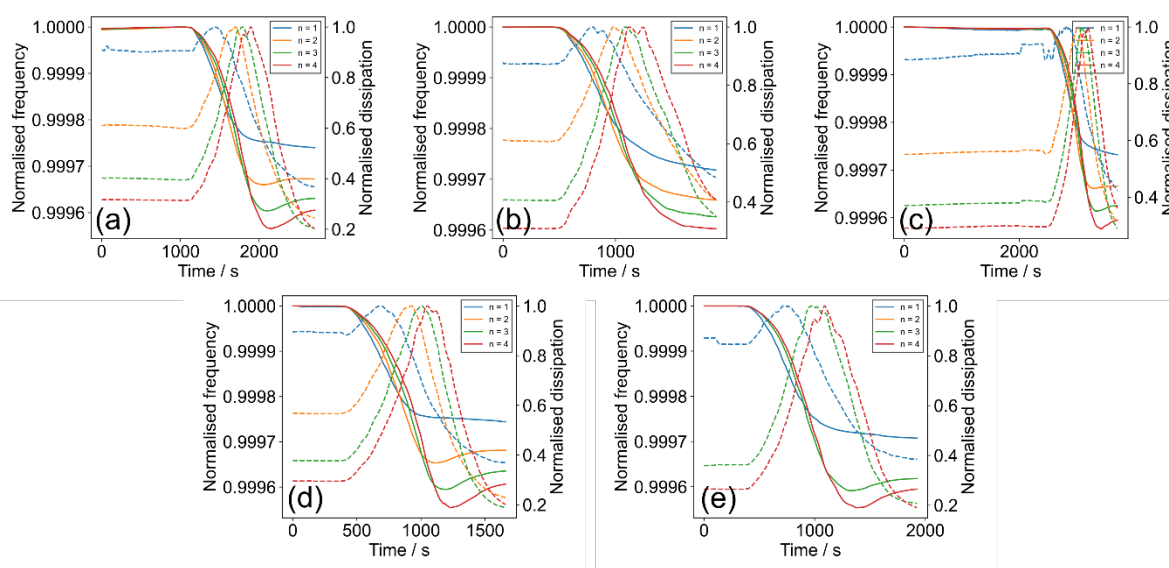 1.0000
0.9999
0.9998
0.9997
0.9996
Normalised frequency
0
1000
2000
Time / s
1.0
0.8
0.6
0.4
0.2
Normalised dissipation
n = 1
n = 2
n = 3
n = 4
(a)
1.0000
0.9999
0.9998
0.9997
0.9996
Normalised frequency
0
1000
Time / s
1.0
0.8
0.6
0.4
Normalised dissipation
n = 1
n = 2
n = 3
n = 4
(b)
1.0000
0.9999
0.9998
0.9997
0.9996
Normalised frequency
0
2000
Time / s
1.0
0.8
0.6
0.4
Normalised dissipation
n = 1
n = 2
n = 3
n = 4
(c)
1.0000
0.9999
0.9998
0.9997
0.9996
Normalised frequency
0
500
1000
1500
Time / s
1.0
0.8
0.6
0.4
0.2
Normalised dissipation
n = 1
n = 2
n = 3
n = 4
(d)
1.0000
0.9999
0.9998
0.9997
0.9996
Normalised frequency
0
1000
2000
Time / s
1.0
0.8
0.6
0.4
0.2
Normalised dissipation
n = 1
n = 3
n = 4
(e)